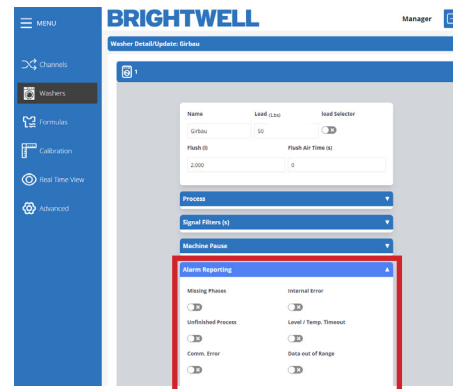 MENU
BRIGHTWELL
Manager
Washer Detail/Update: Girbau
Channels
1
Washers
Name Load (Lbs) load Selector
Formulas
Girbau 50
Flush (l) Flush Air Time (s)
Calibration
2.000 0
Real Time View
Process
Advanced
Signal Filters (s)
Machine Pause
Alarm Reporting
Missing Phases Internal Error
Unfinished Process Level / Temp. Timeout
Comm. Error Data out of Range